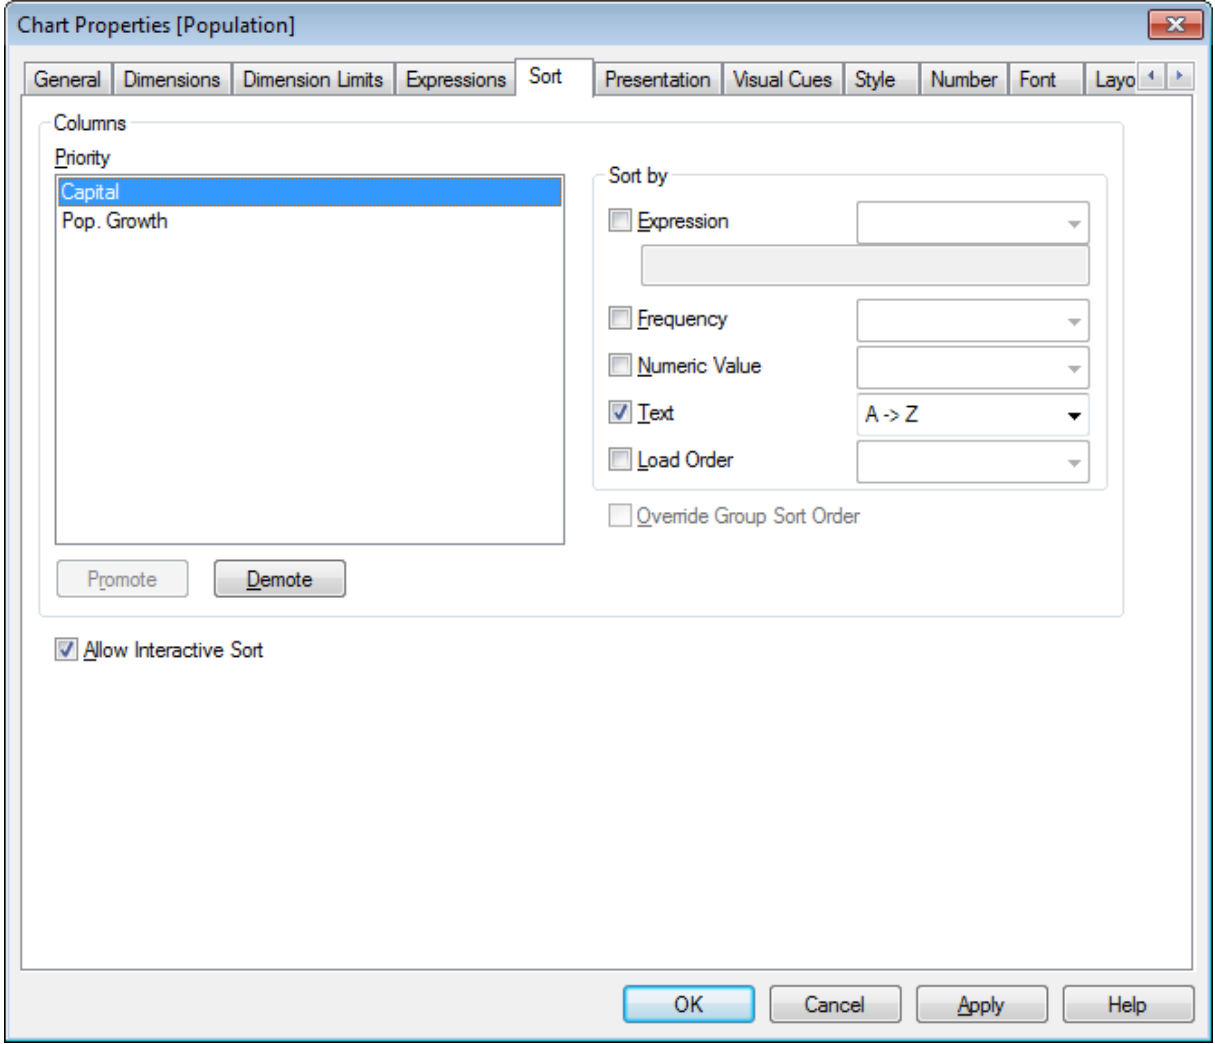 Chart Properties [Population]
General Dimensions Dimension Limits Expressions Sort Presentation Visual Cues Style Number Font Layo
Columns
Priority
Capital
Pop. Growth
Sort by
Expression
Frequency
Numeric Value
Text A -> Z
Load Order
Override Group Sort Order
Promote Demote
Allow Interactive Sort
OK Cancel Apply Help